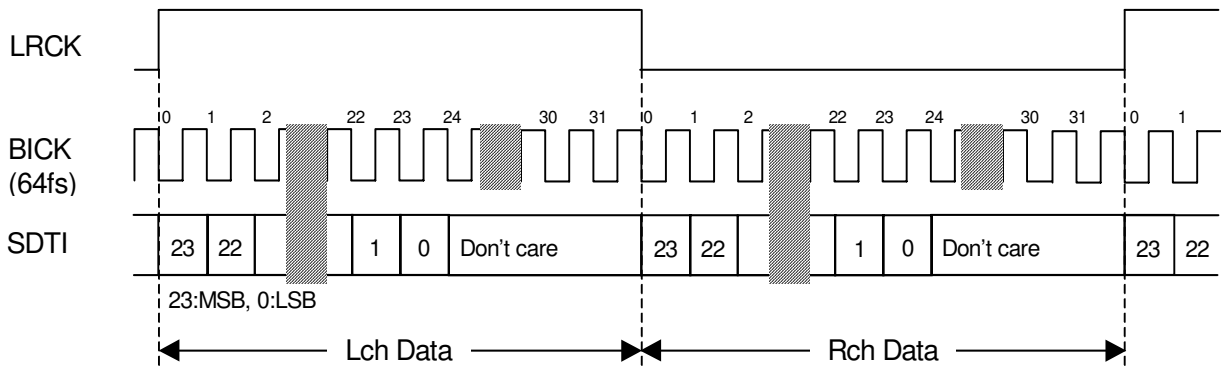 LRCK
0 1 2 22 23 24 30 31 0 1 2 22 23 24 30 31 0 1
BICK
(64fs)
SDTI 23 22 1 0 Don't care 23 22 1 0 Don't care 23 22
23:MSB, 0:LSB
Lch Data Rch Data